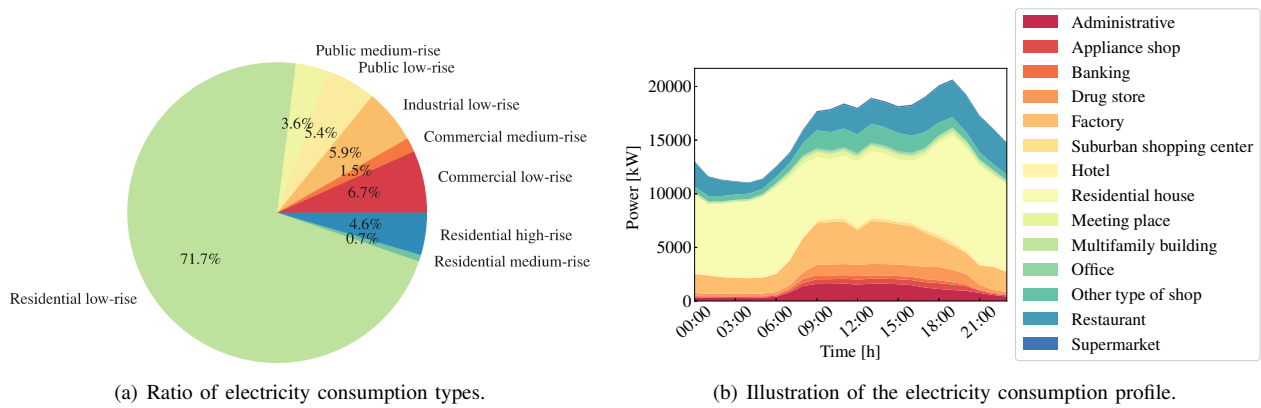 Public medium-rise
Public low-rise
Industrial low-rise
Commercial medium-rise
Commercial low-rise
Residential high-rise
Residential medium-rise
Residential low-rise
3.6%
5.4%
5.9%
1.5%
6.7%
4.6%
0.7%
71.7%
(a) Ratio of electricity consumption types.
Power [kW]
20000
15000
10000
5000
0
00:00
03:00
06:00
09:00
12:00
15:00
18:00
21:00
Time [h]
Administrative
Appliance shop
Banking
Drug store
Factory
Suburban shopping center
Hotel
Residential house
Meeting place
Multifamily building
Office
Other type of shop
Restaurant
Supermarket
(b) Illustration of the electricity consumption profile.